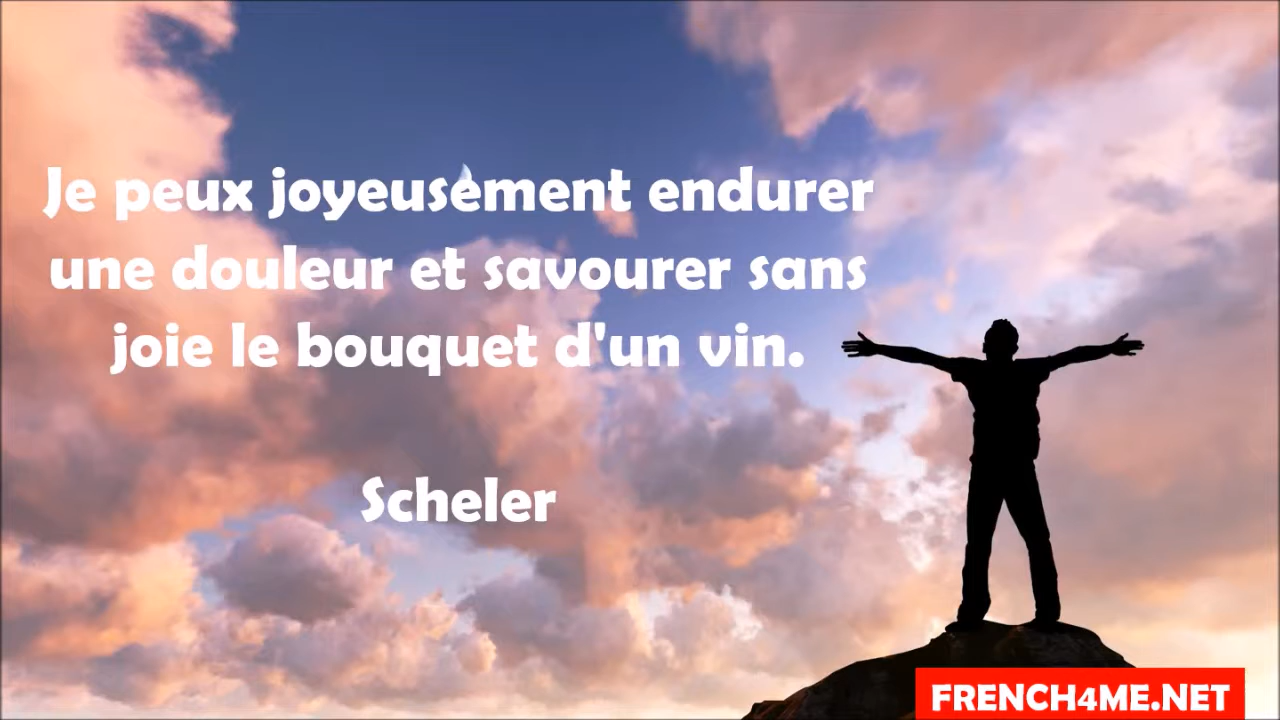 Je peux joyeusement endurer
une douleur et savourer sans
joie le bouquet d'un vin.
Scheler
FRENCH4ME.NET